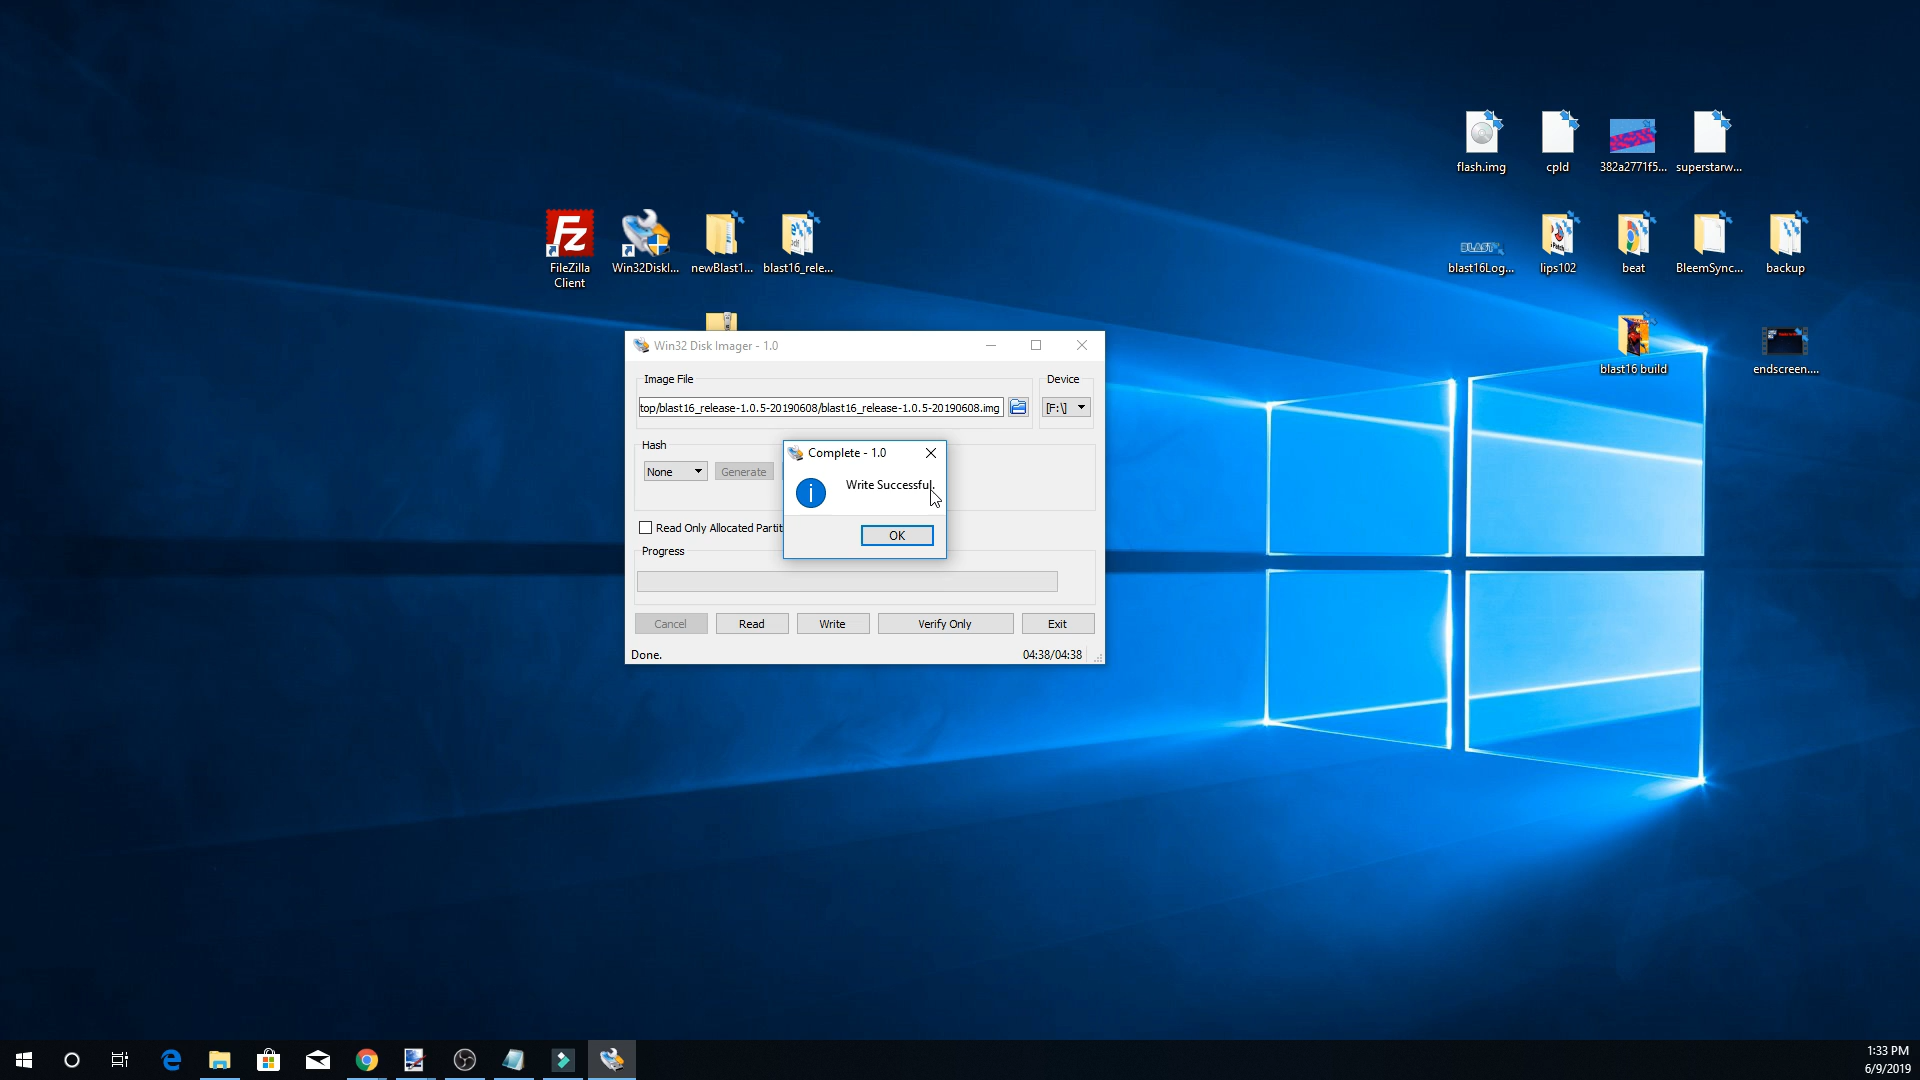 flash.img
cpld
382a2771f5...
superstarw...
FileZilla
Client
Win32DiskI...
newBlast1...
blast16_rele...
blast16Log...
lips102
beat
BleemSync...
backup
blast16 build
endscreen....
Win32 Disk Imager - 1.0
Image File
Device
top/blast16_release-1.0.5-20190608/blast16_release-1.0.5-20190608.img
[F:\]
Hash
None
Generate
Complete - 1.0
Write Successful.
OK
Read Only Allocated Partit
Progress
Cancel
Read
Write
Verify Only
Exit
Done.
04:38/04:38
1:33 PM
6/9/2019